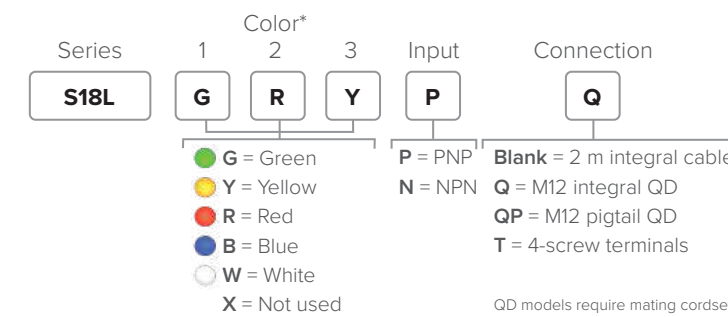 Color*
Series 1 2 3 Input Connection
S18L G R Y P Q
G = Green P = PNP Blank = 2 m integral cable
Y = Yellow N = NPN Q = M12 integral QD
R = Red QP = M12 pigtail QD
B = Blue T = 4-screw terminals
W = White
X = Not used QD models require mating cordse